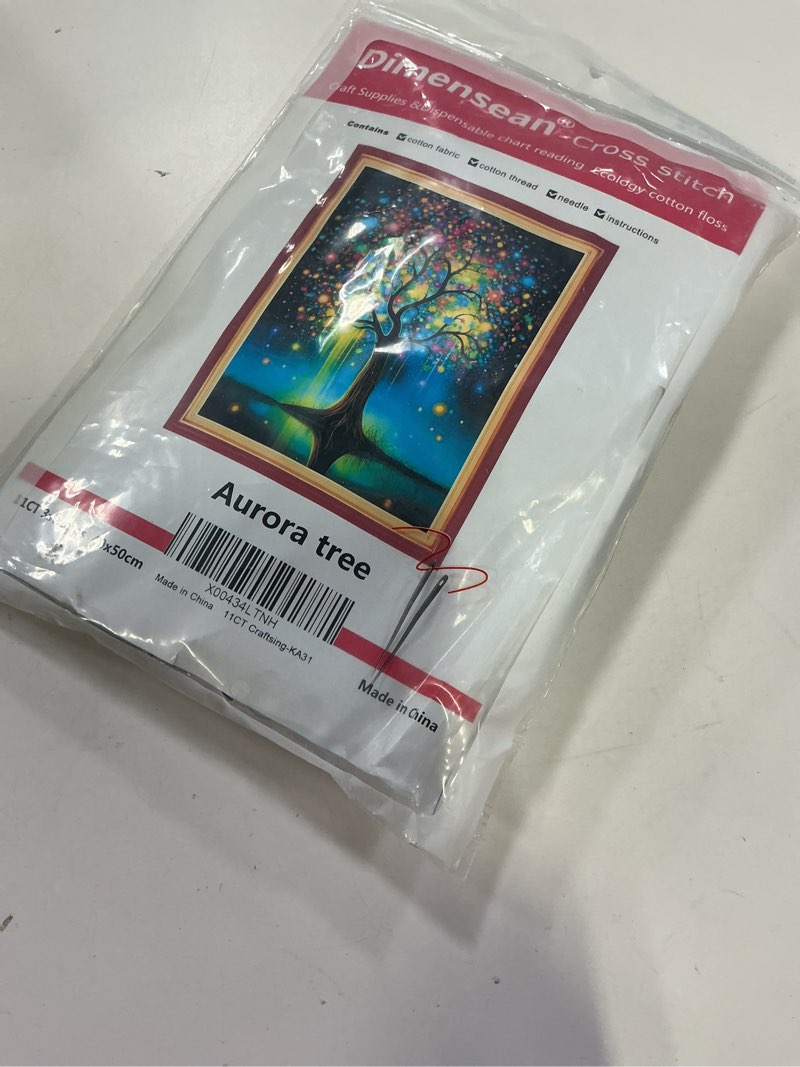 Dimensean®-Cross stitch
Craft Supplies &Dispensable chart reading Ecology cotton floss
Contains cotton fabric cotton thread needle instructions
Aurora tree
11CT
x50cm
X00434LTNH
Made in China 11CT Craftsing-KA31
Made in China